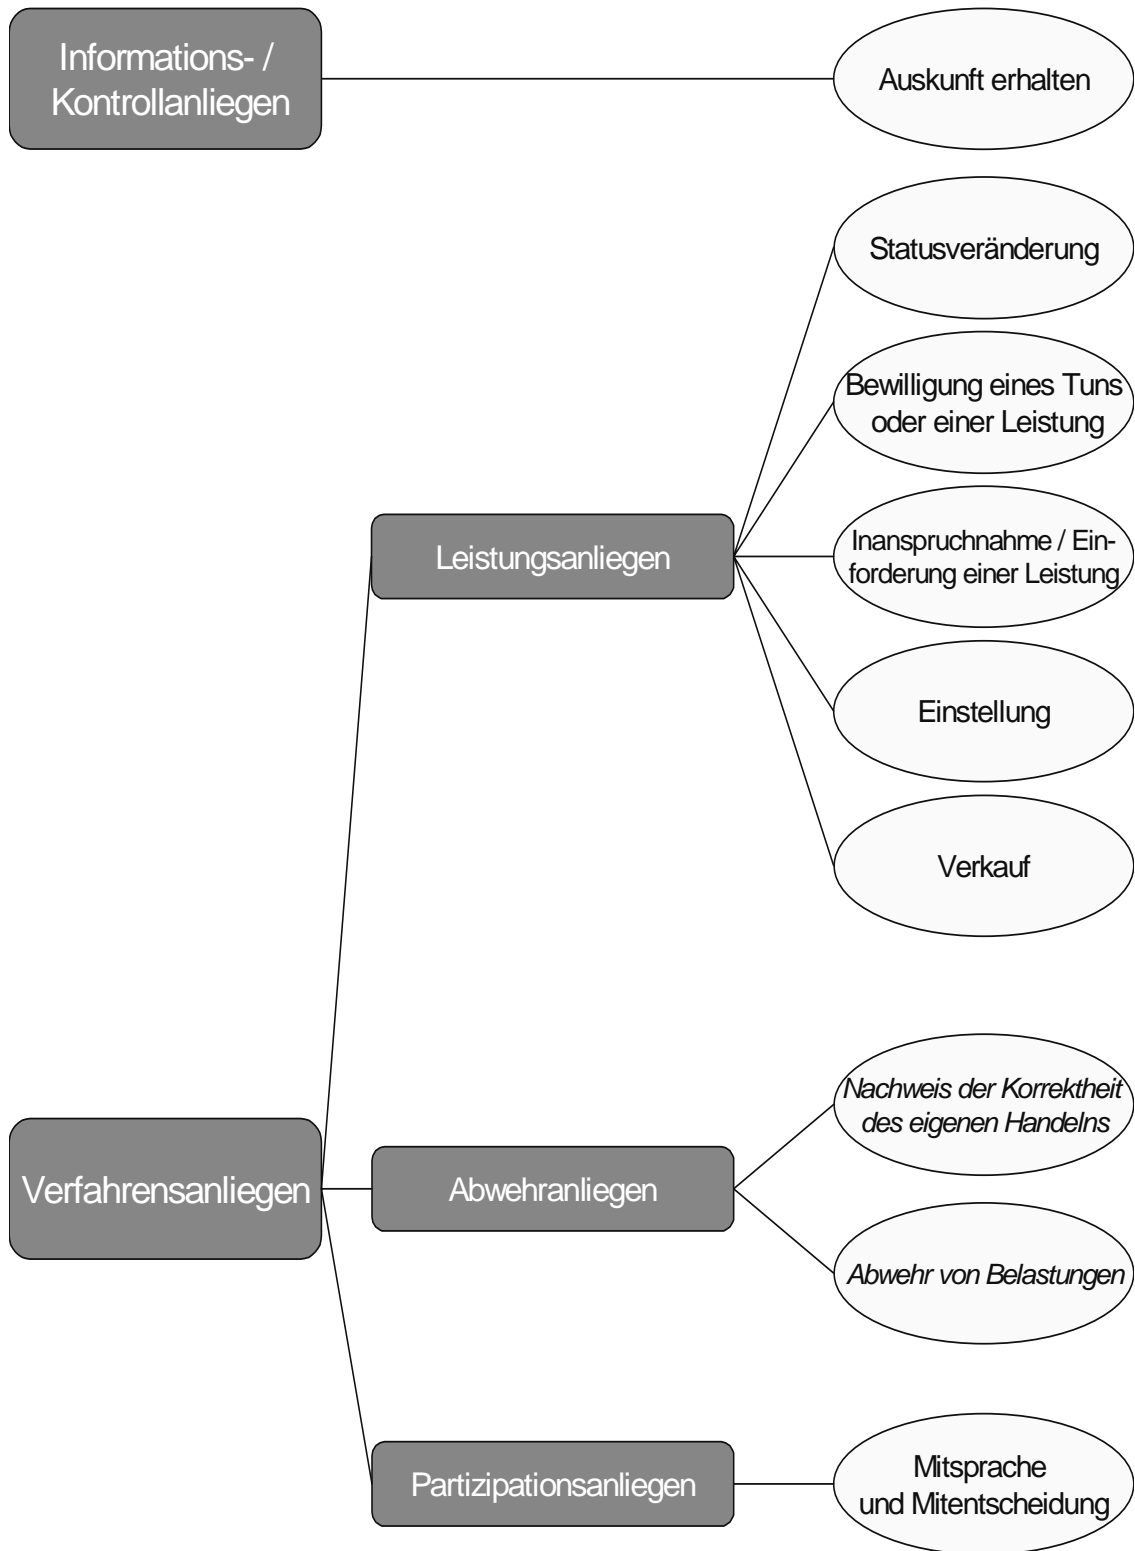 Informations- /
Kontrollanliegen
Auskunft erhalten
Statusveränderung
Bewilligung eines Tuns
oder einer Leistung
Leistungsanliegen
Inanspruchnahme / Ein-
forderung einer Leistung
Einstellung
Verkauf
Verfahrensanliegen
Abwehranliegen
Nachweis der Korrektheit
des eigenen Handelns
Abwehr von Belastungen
Partizipationsanliegen
Mitsprache
und Mitentscheidung